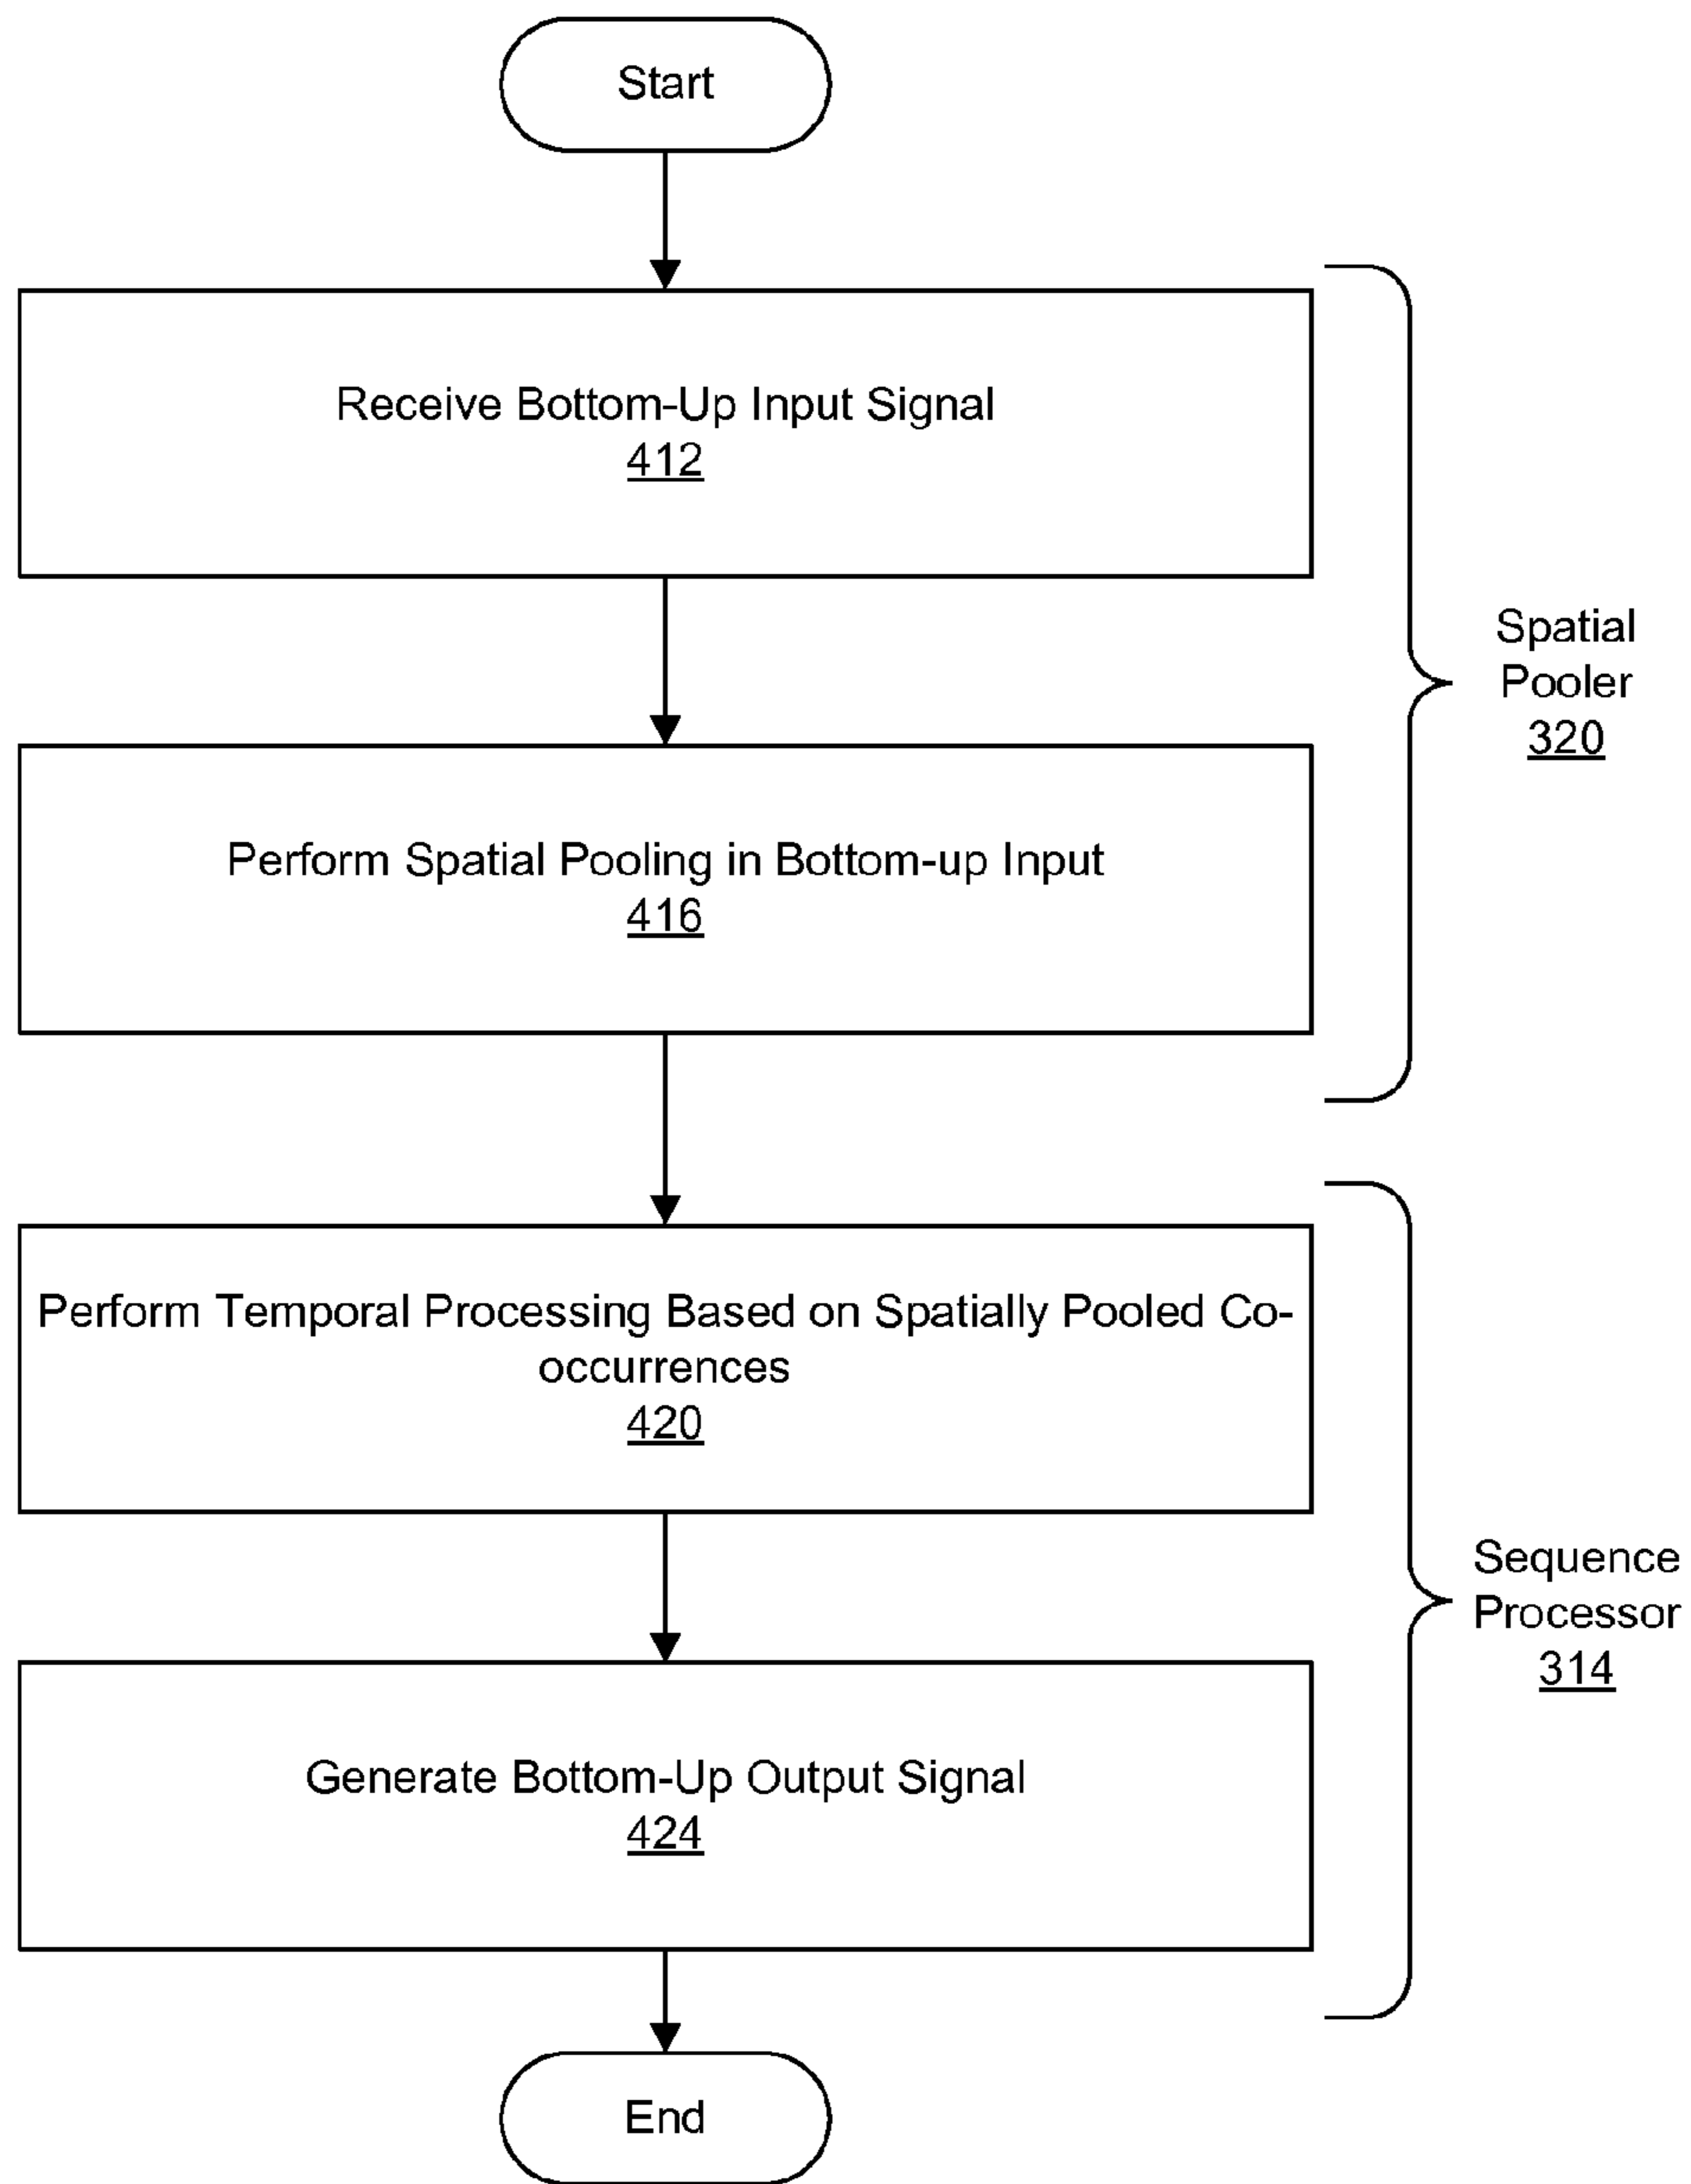 Start
Receive Bottom-Up Input Signal
412
Perform Spatial Pooling in Bottom-up Input
416
Spatial
Pooler
320
Perform Temporal Processing Based on Spatially Pooled Co-
occurrences
420
Generate Bottom-Up Output Signal
424
Sequence
Processor
314
End